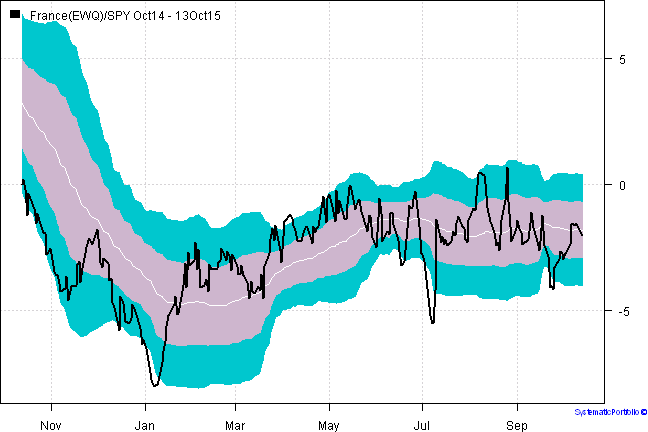 France(EWQ)/SPY Oct14 - 13Oct15
5
0
-5
Nov Jan Mar May Jul Sep
SystematicPortfolio ©